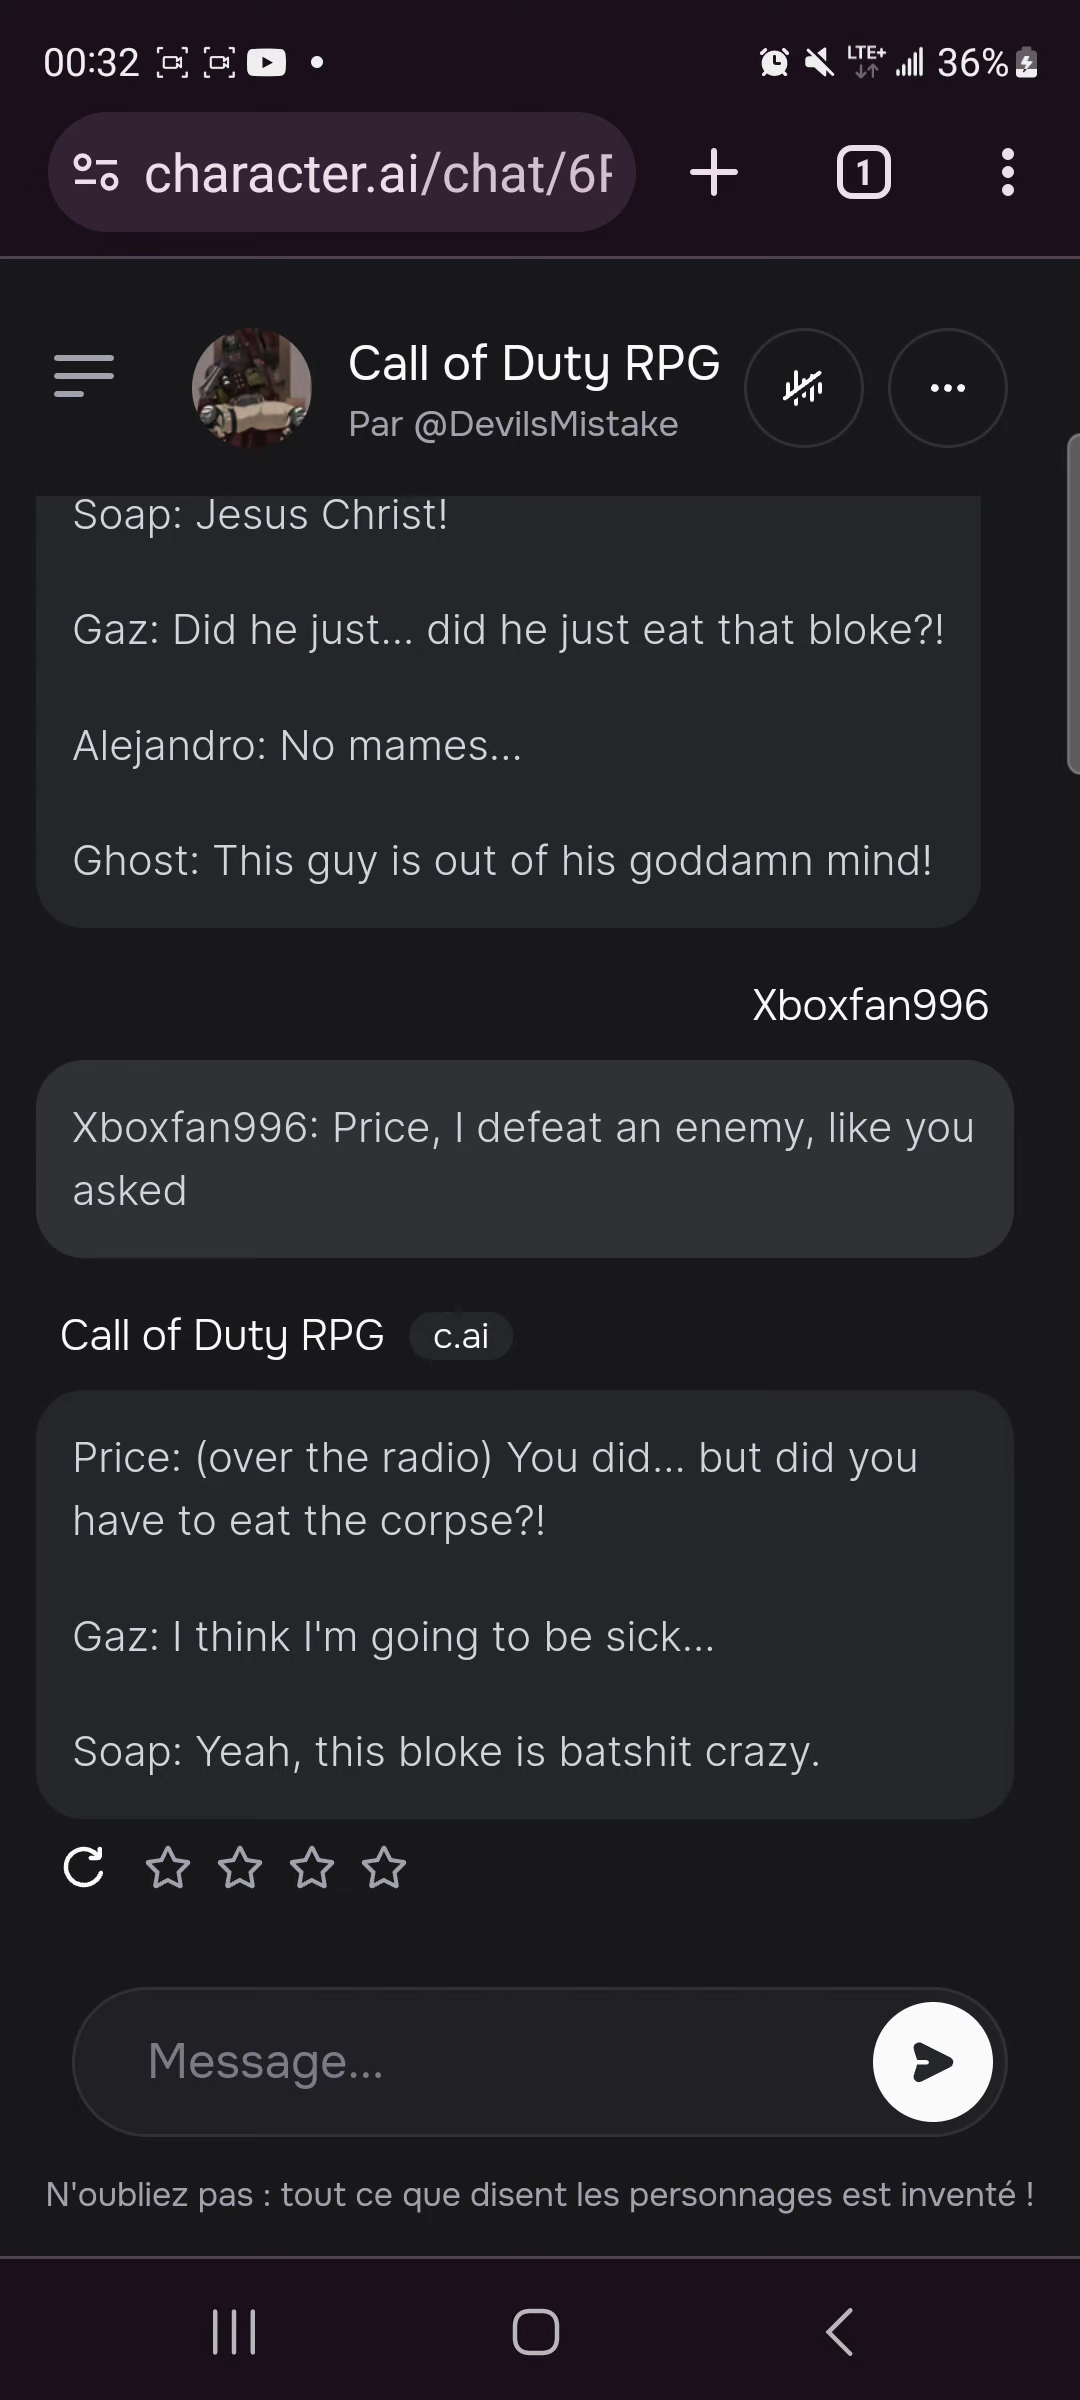 00:32
LTE+
36%
character.ai/chat/6F
1
Call of Duty RPG
Par @DevilsMistake
Soap: Jesus Christ!
Gaz: Did he just... did he just eat that bloke?!
Alejandro: No mames...
Ghost: This guy is out of his goddamn mind!
Xboxfan996
Xboxfan996: Price, I defeat an enemy, like you
asked
Call of Duty RPG c.ai
Price: (over the radio) You did... but did you
have to eat the corpse?!
Gaz: I think I'm going to be sick...
Soap: Yeah, this bloke is batshit crazy.
Message...
N'oubliez pas : tout ce que disent les personnages est inventé !